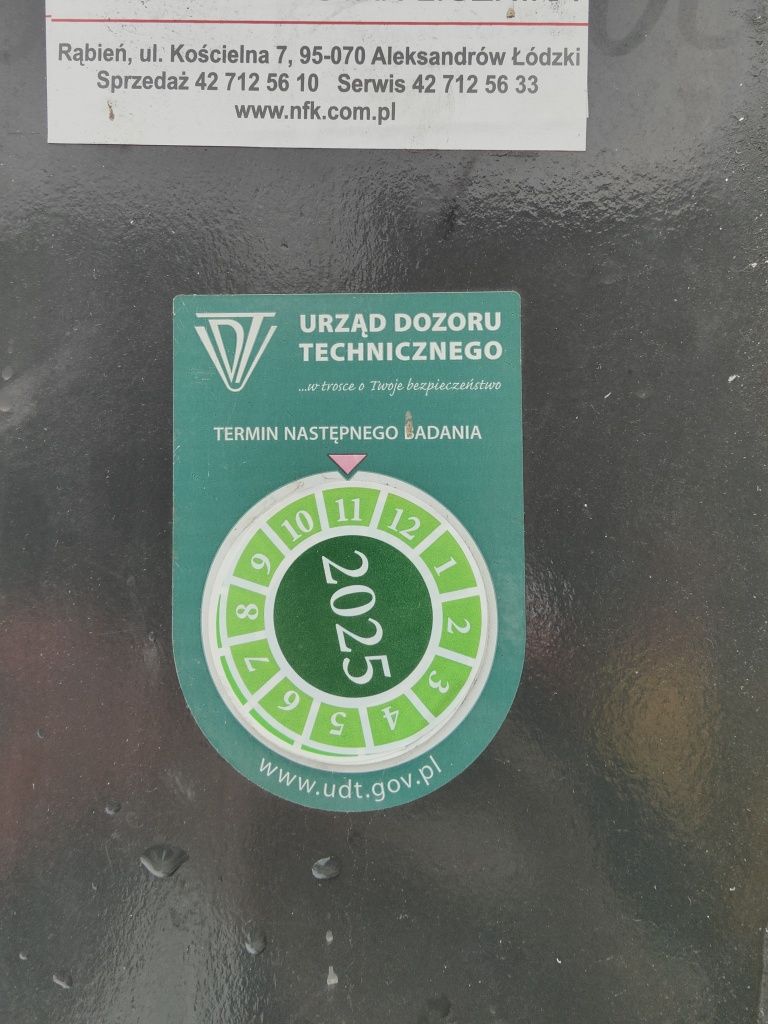 Rąbień, ul. Kościelna 7, 95-070 Aleksandrów Łódzki
Sprzedaż 42 712 56 10 Serwis 42 712 56 33
www.nfk.com.pl
UDT
URZĄD DOZORU
TECHNICZNEGO
...w trosce o Twoje bezpieczeństwo
TERMIN NASTĘPNEGO BADANIA
11
12
1
2
3
4
5
6
7
8
9
10
2025
www.udt.gov.pl